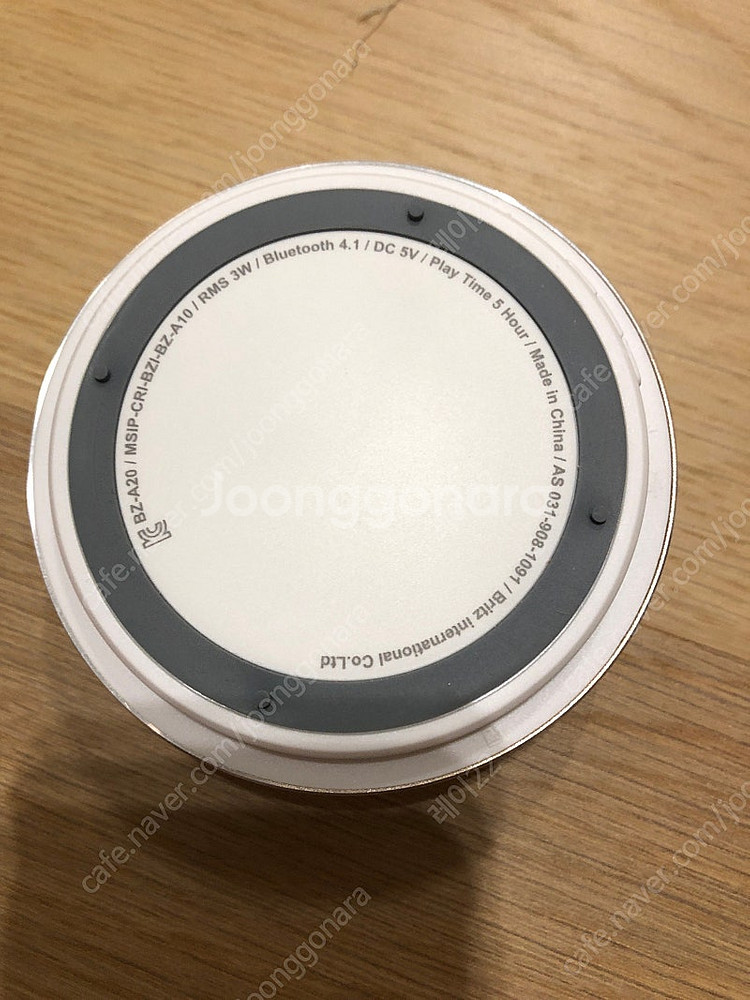 BZ-A20 / MSIP-CRI-BZI-BZ-A10 / RMS 3W / Bluetooth 4.1 / DC 5V / Play Time 5 Hour / Made in China / AS 031-908-1091 / Britz international Co.Ltd
Joonggonara
cafe.naver.com/joonggonara